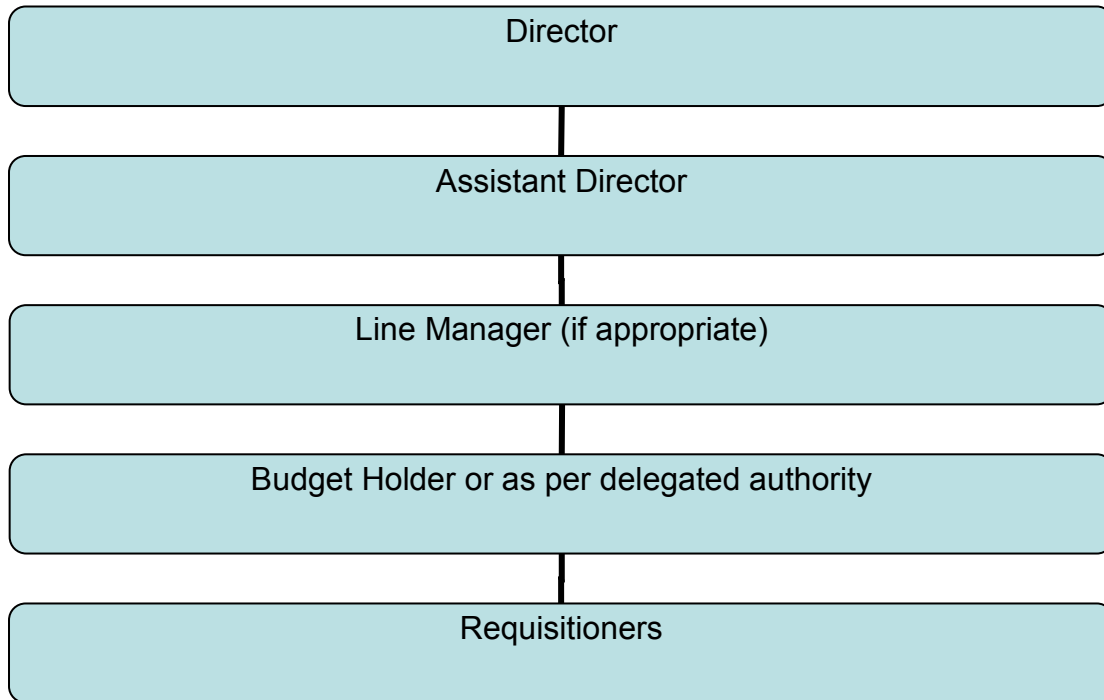 Director
Assistant Director
Line Manager (if appropriate)
Budget Holder or as per delegated authority
Requisitioners